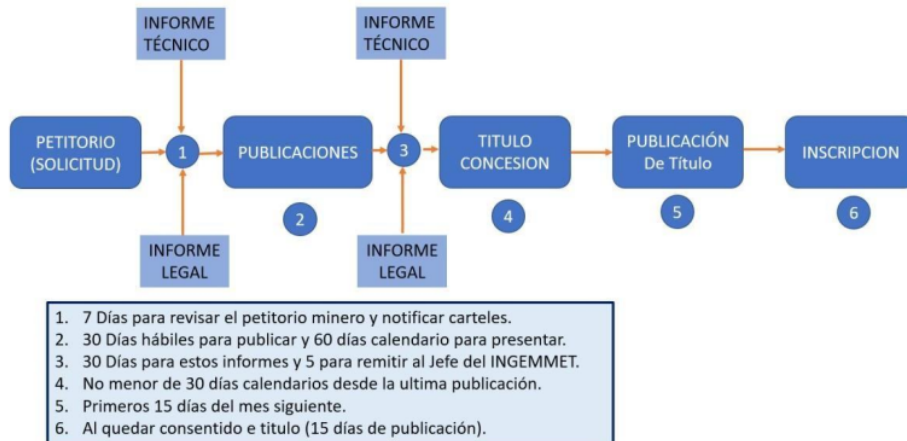 INFORME
TÉCNICO
INFORME
TÉCNICO
PETITORIO
(SOLICITUD)
1
PUBLICACIONES
3
TITULO
CONCESION
PUBLICACIÓN
De Título
INSCRIPCION
2
4
5
6
INFORME
LEGAL
INFORME
LEGAL
1. 7 Días para revisar el petitorio minero y notificar carteles.
2. 30 Días hábiles para publicar y 60 días calendario para presentar.
3. 30 Días para estos informes y 5 para remitir al Jefe del INGEMMET.
4. No menor de 30 días calendarios desde la ultima publicación.
5. Primeros 15 días del mes siguiente.
6. Al quedar consentido e titulo (15 días de publicación).